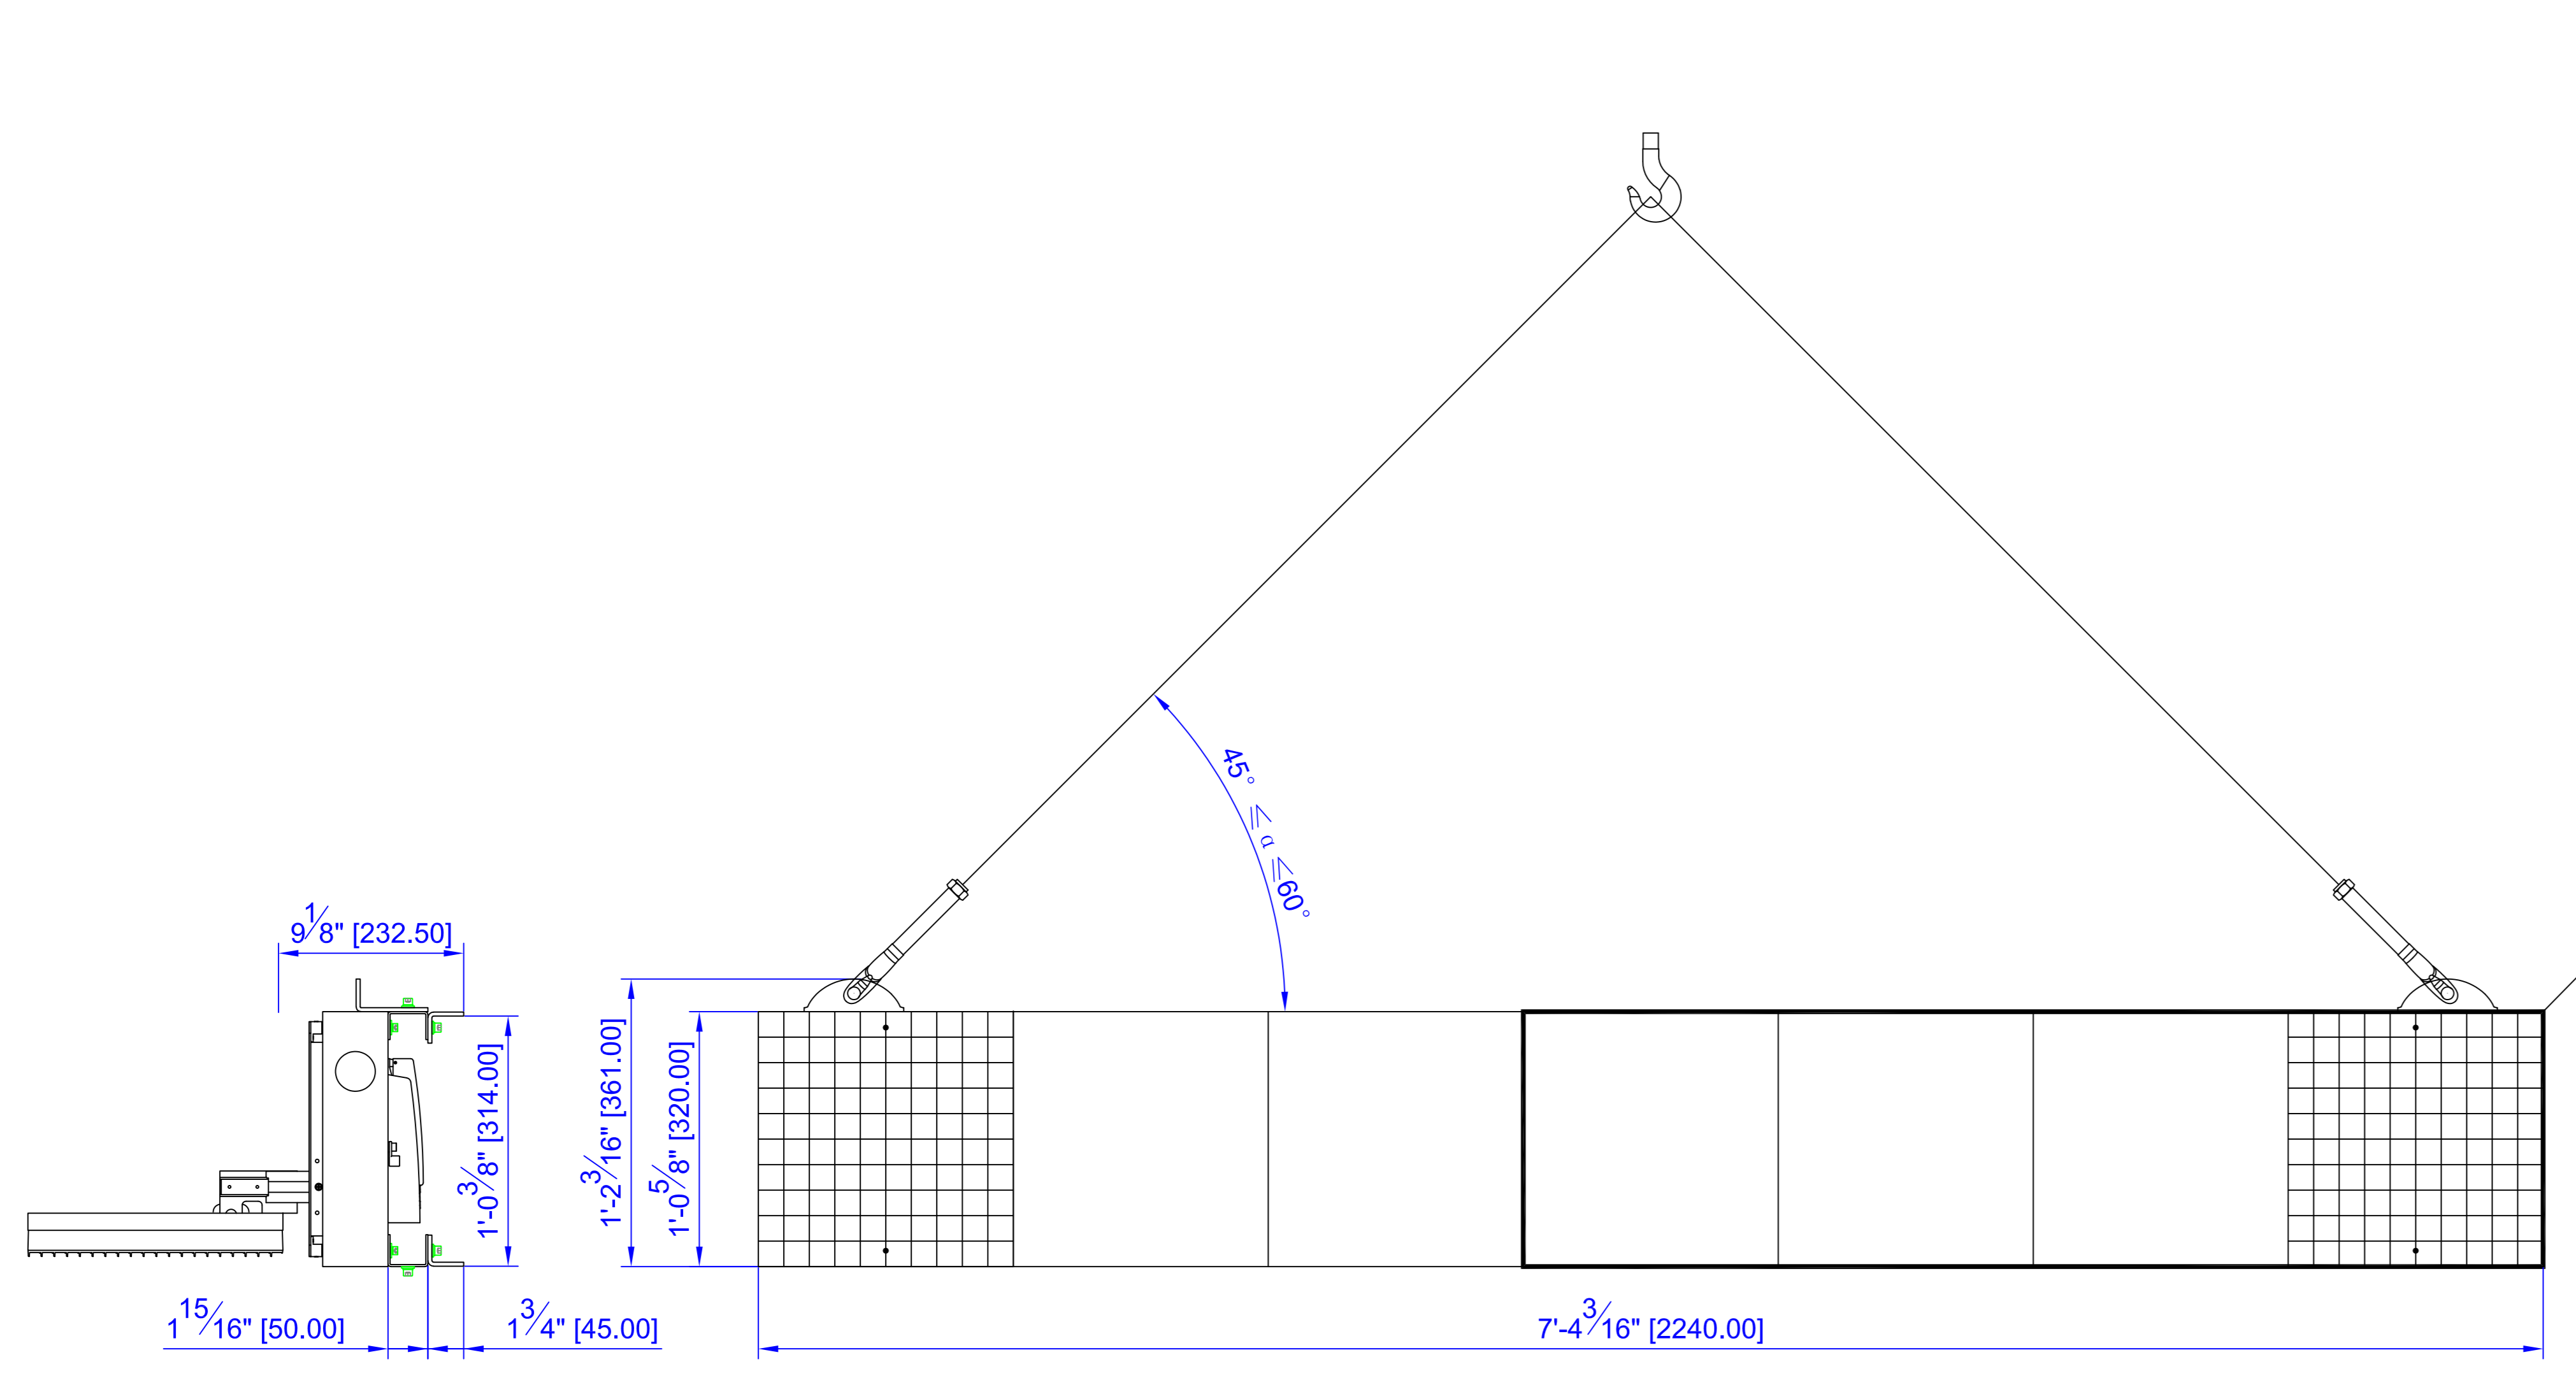 45° ≤ α ≤60°
9 1/8" [232.50]
1'-0 3/8" [314.00]
1'-2 3/16" [361.00]
1'-0 5/8" [320.00]
1 15/16" [50.00]
1 3/4" [45.00]
7'-4 3/16" [2240.00]